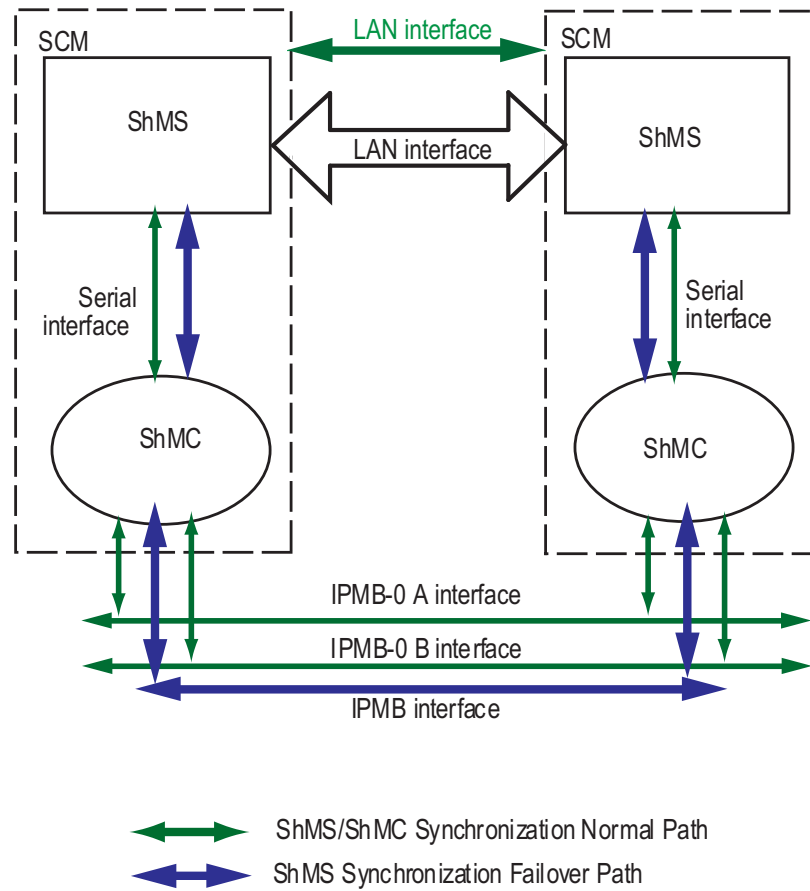 SCM
LAN interface
SCM
ShMS
LAN interface
ShMS
Serial
interface
Serial
interface
ShMC
ShMC
IPMB-0 A interface
IPMB-0 B interface
IPMB interface
ShMS/ShMC Synchronization Normal Path
ShMS Synchronization Failover Path